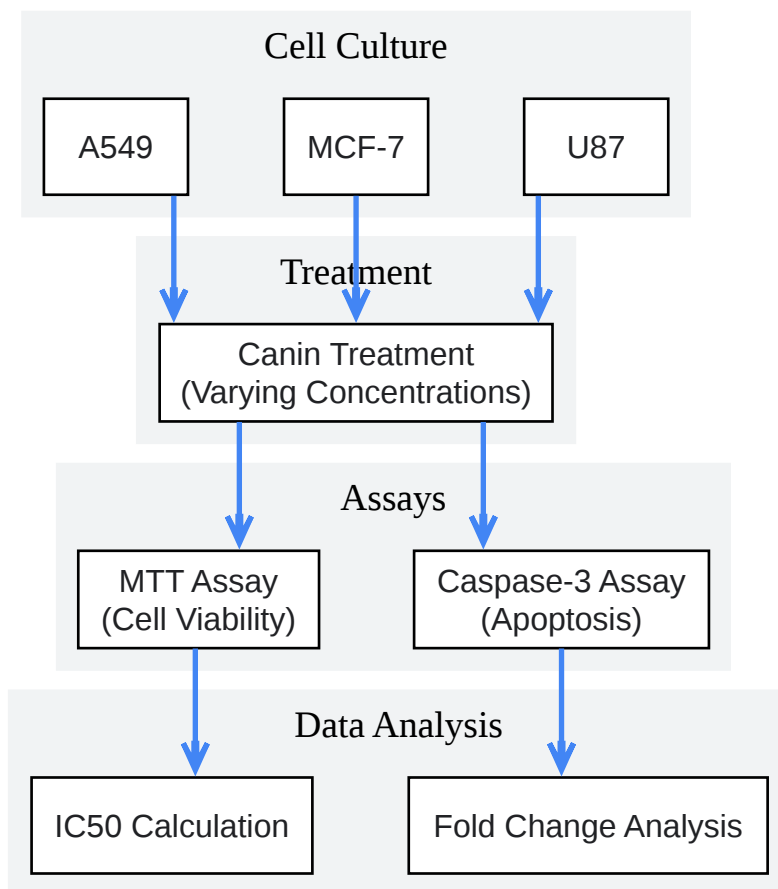 Cell Culture
A549
MCF-7
U87
Treatment
Canin Treatment
(Varying Concentrations)
Assays
MTT Assay
(Cell Viability)
Caspase-3 Assay
(Apoptosis)
Data Analysis
IC50 Calculation
Fold Change Analysis